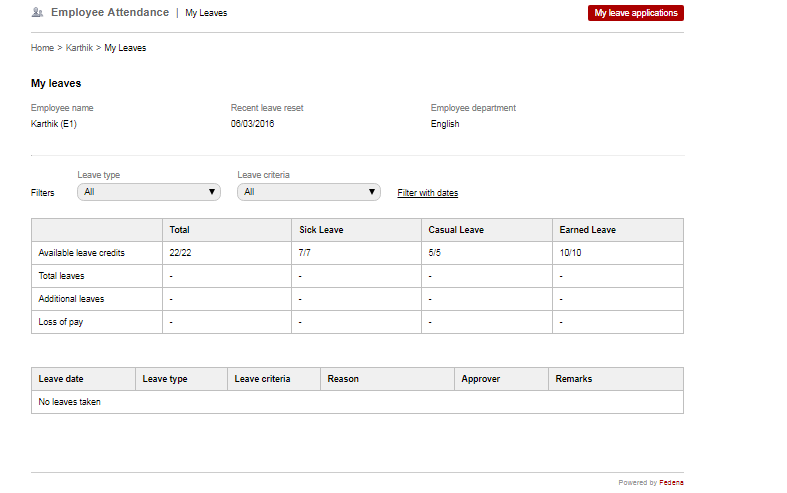 Employee Attendance | My Leaves
My leave applications
Home > Karthik > My Leaves
My leaves
Employee name Recent leave reset Employee department
Karthik (E1) 06/03/2016 English
Leave type Leave criteria
Filters All ▼ All ▼ Filter with dates
Total Sick Leave Casual Leave Earned Leave
Available leave credits 22/22 7/7 5/5 10/10
Total leaves - - - -
Additional leaves - - - -
Loss of pay - - - -
Leave date Leave type Leave criteria Reason Approver Remarks
No leaves taken
Powered by Fedena